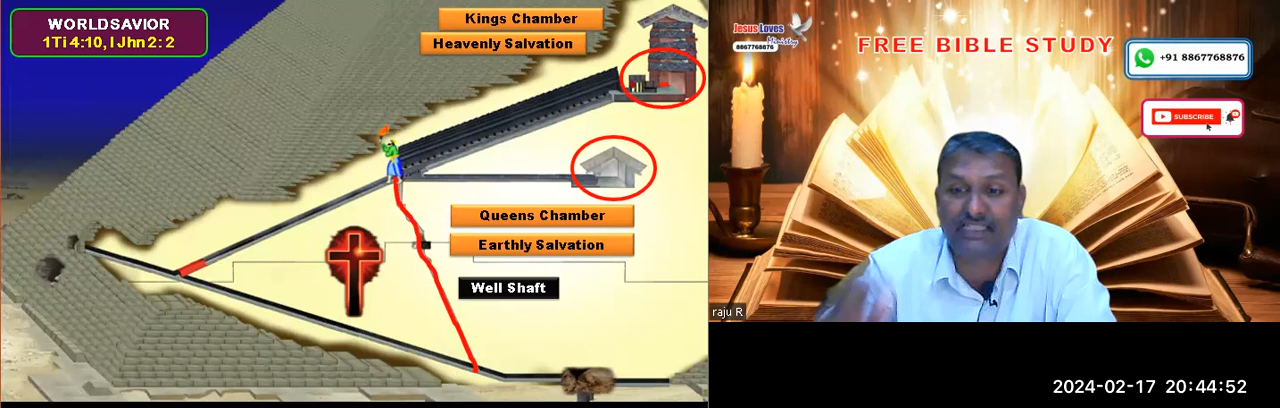 WORLDSAVIOR
1Ti 4:10, I Jhn 2: 2
Kings Chamber
Heavenly Salvation
Queens Chamber
Earthly Salvation
Well Shaft
Jesus Loves
Ministry
8867768876
FREE BIBLE STUDY
+91 8867768876
SUBSCRIBE
raju R
2024-02-17 20:44:52